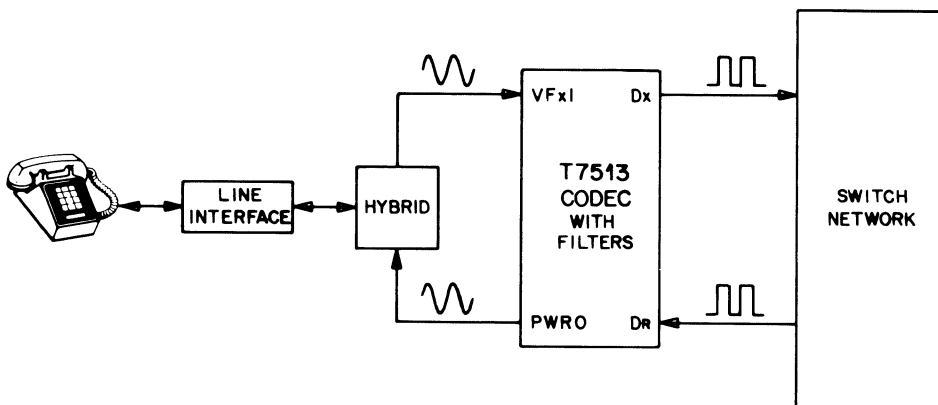 VFxI
Dx
T7513
CODEC
WITH
FILTERS
LINE
INTERFACE
HYBRID
SWITCH
NETWORK
PWRO
DR